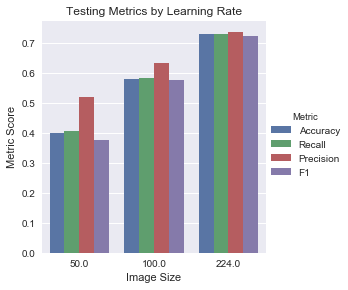 Testing Metrics by Learning Rate
0.7
0.6
0.5
0.4
0.3
0.2
0.1
0.0
Metric Score
50.0 100.0 224.0
Image Size
Metric
Accuracy
Recall
Precision
F1